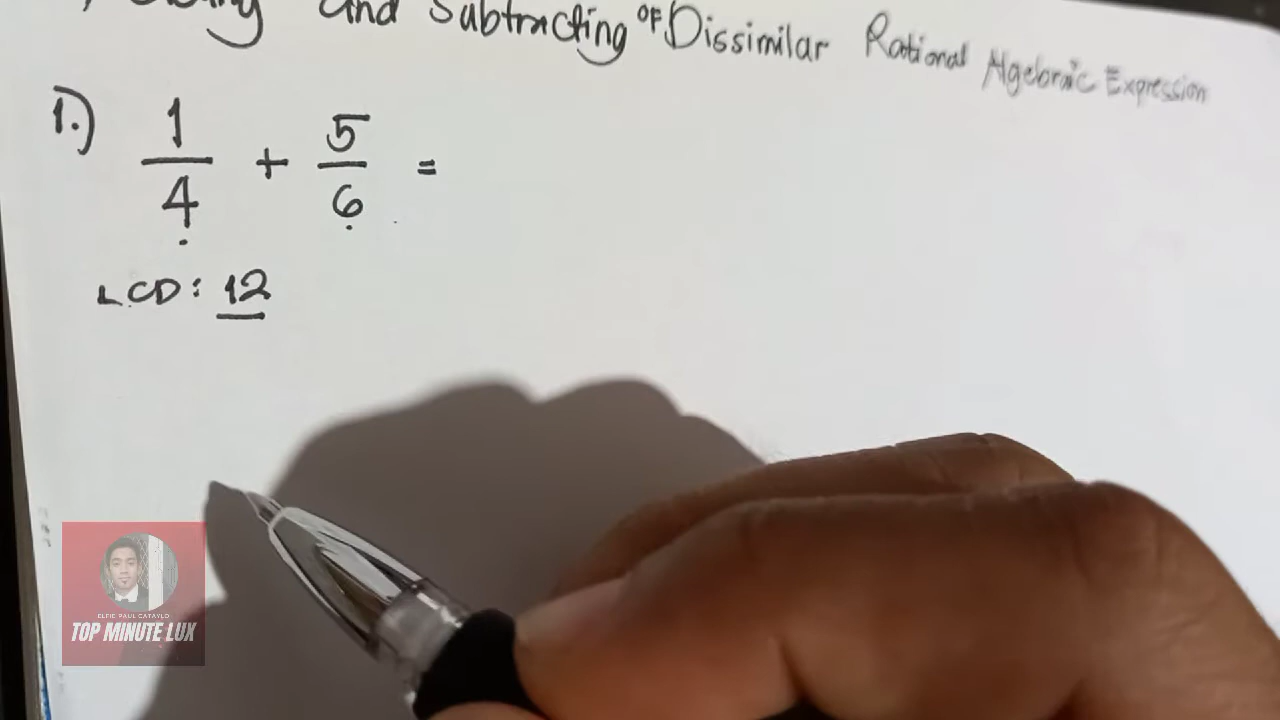 and Subtracting OF Dissimilar Rational Algebraic Expression
1.) 1/4 + 5/6 =
LCD: 12
ELFIE PAUL CATAYLO
TOP MINUTE LUX